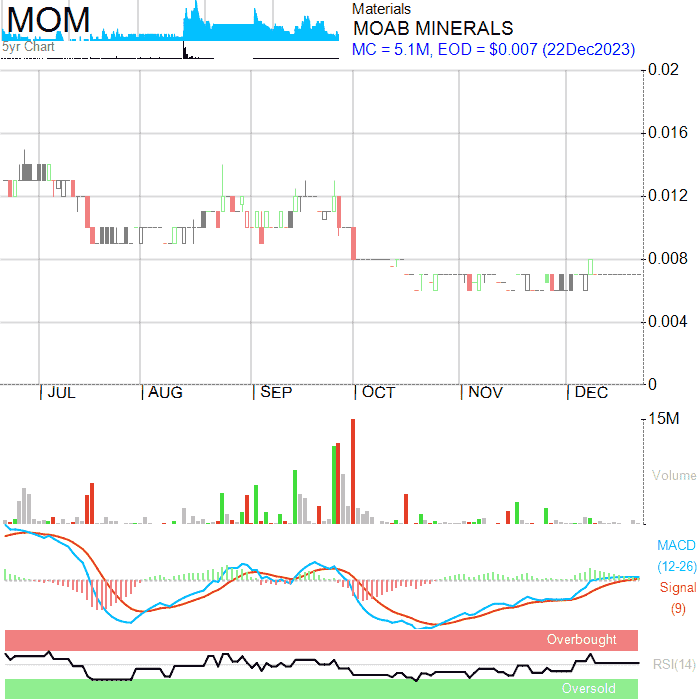 MOM
5yr Chart
Materials
MOAB MINERALS
MC = 5.1M, EOD = $0.007 (22Dec2023)
0.02
0.016
0.012
0.008
0.004
0
JUL AUG SEP OCT NOV DEC
15M
Volume
MACD
(12-26)
Signal
(9)
Overbought
RSI(14)
Oversold